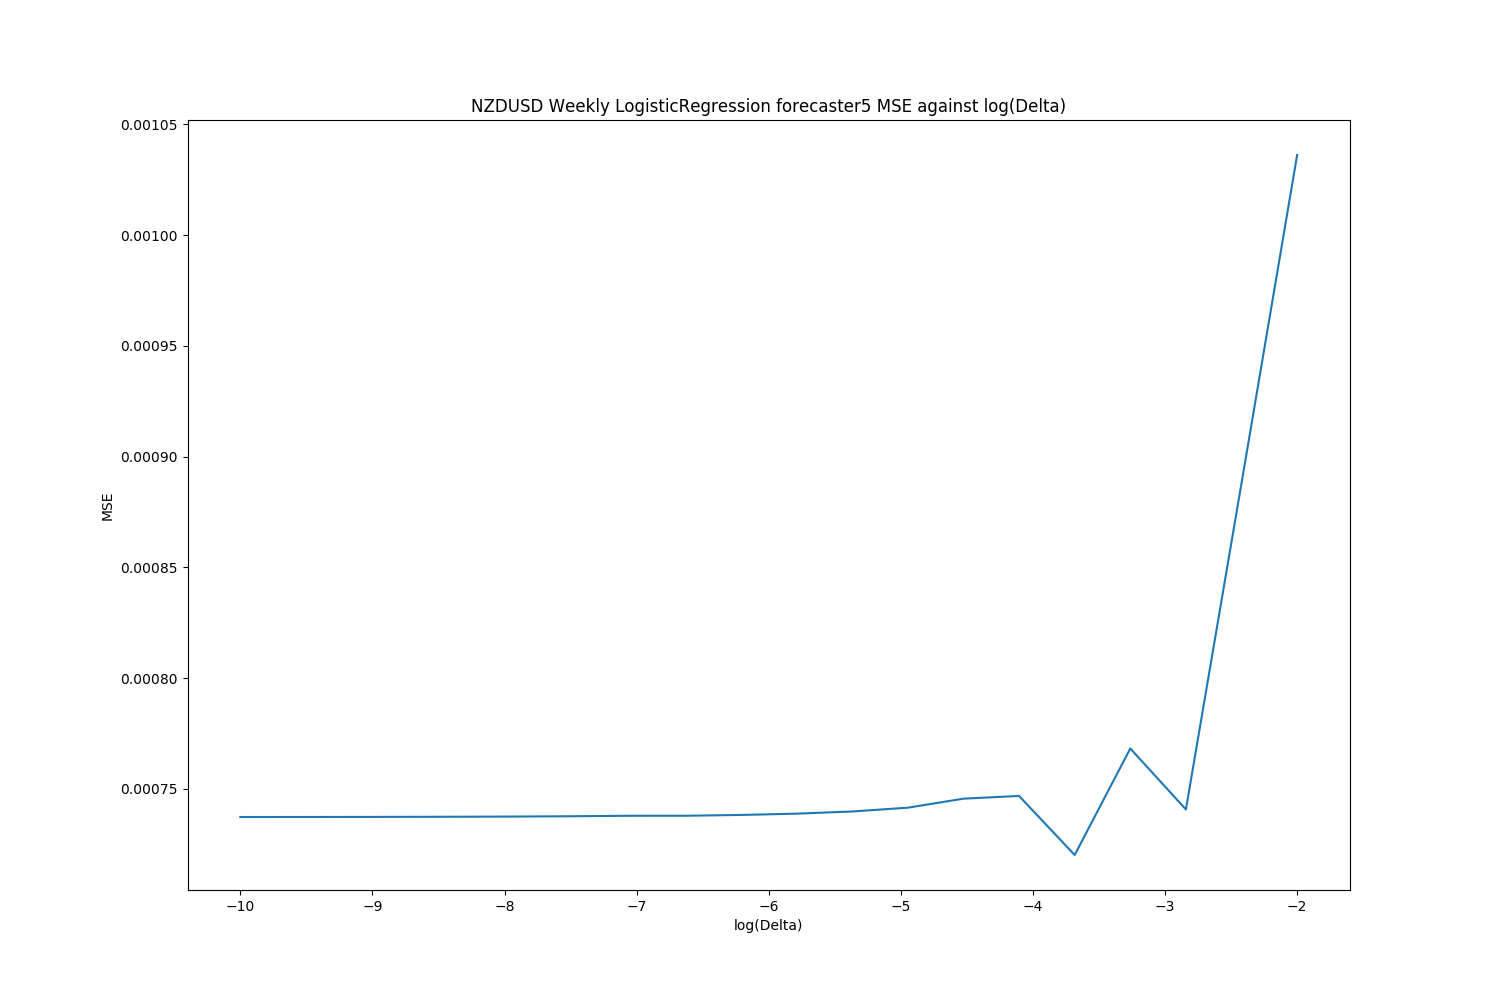 NZDUSD Weekly LogisticRegression forecaster5 MSE against log(Delta)
0.00105
0.00100
0.00095
0.00090
MSE
0.00085
0.00080
0.00075
−10 −9 −8 −7 −6 −5 −4 −3 −2
log(Delta)